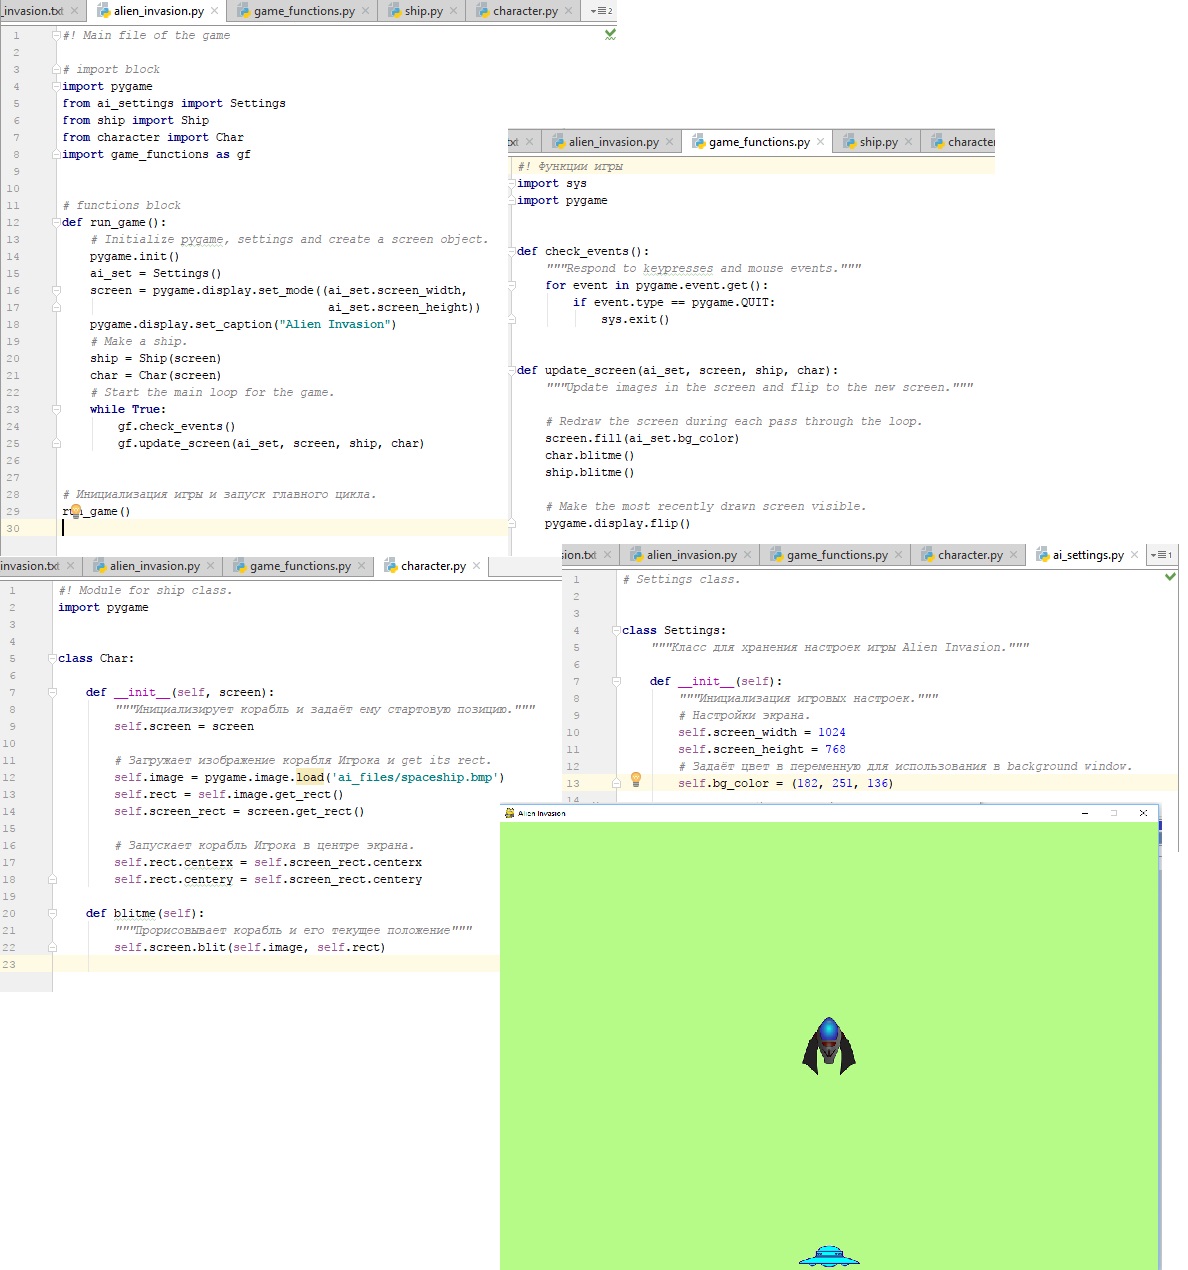 _invasion.txt alien_invasion.py game_functions.py ship.py character.py 2
1 #! Main file of the game
2
3 # import block
4 import pygame
5 from ai_settings import Settings
6 from ship import Ship
7 from character import Char
8 import game_functions as gf
9
10
11 # functions block
12 def run_game():
13 # Initialize pygame, settings and create a screen object.
14 pygame.init()
15 ai_set = Settings()
16 screen = pygame.display.set_mode((ai_set.screen_width,
17 ai_set.screen_height))
18 pygame.display.set_caption("Alien Invasion")
19 # Make a ship.
20 ship = Ship(screen)
21 char = Char(screen)
22 # Start the main loop for the game.
23 while True:
24 gf.check_events()
25 gf.update_screen(ai_set, screen, ship, char)
26
27
28 # Инициализация игры и запуск главного цикла.
29 run_game()
30
xt alien_invasion.py game_functions.py ship.py character
#! Функции игры
import sys
import pygame
def check_events():
"""Respond to keypresses and mouse events."""
for event in pygame.event.get():
if event.type == pygame.QUIT:
sys.exit()
def update_screen(ai_set, screen, ship, char):
"""Update images in the screen and flip to the new screen."""
# Redraw the screen during each pass through the loop.
screen.fill(ai_set.bg_color)
char.blitme()
ship.blitme()
# Make the most recently drawn screen visible.
pygame.display.flip()
invasion.txt alien_invasion.py game_functions.py character.py
1 #! Module for ship class.
2 import pygame
3
4
5 class Char:
6
7 def __init__(self, screen):
8 """Инициализирует корабль и задаёт ему стартовую позицию."""
9 self.screen = screen
10
11 # Загружает изображение корабля Игрока и get its rect.
12 self.image = pygame.image.load('ai_files/spaceship.bmp')
13 self.rect = self.image.get_rect()
14 self.screen_rect = screen.get_rect()
15
16 # Запускает корабль Игрока в центре экрана.
17 self.rect.centerx = self.screen_rect.centerx
18 self.rect.centery = self.screen_rect.centery
19
20 def blitme(self):
21 """Прорисовывает корабль и его текущее положение"""
22 self.screen.blit(self.image, self.rect)
23
sion.txt alien_invasion.py game_functions.py character.py ai_settings.py 1
1 # Settings class.
2
3
4 class Settings:
5 """Класс для хранения настроек игры Alien Invasion."""
6
7 def __init__(self):
8 """Инициализация игровых настроек."""
9 # Настройки экрана.
10 self.screen_width = 1024
11 self.screen_height = 768
12 # Задаёт цвет в переменную для использования в background window.
13 self.bg_color = (182, 251, 136)
14
Alien Invasion